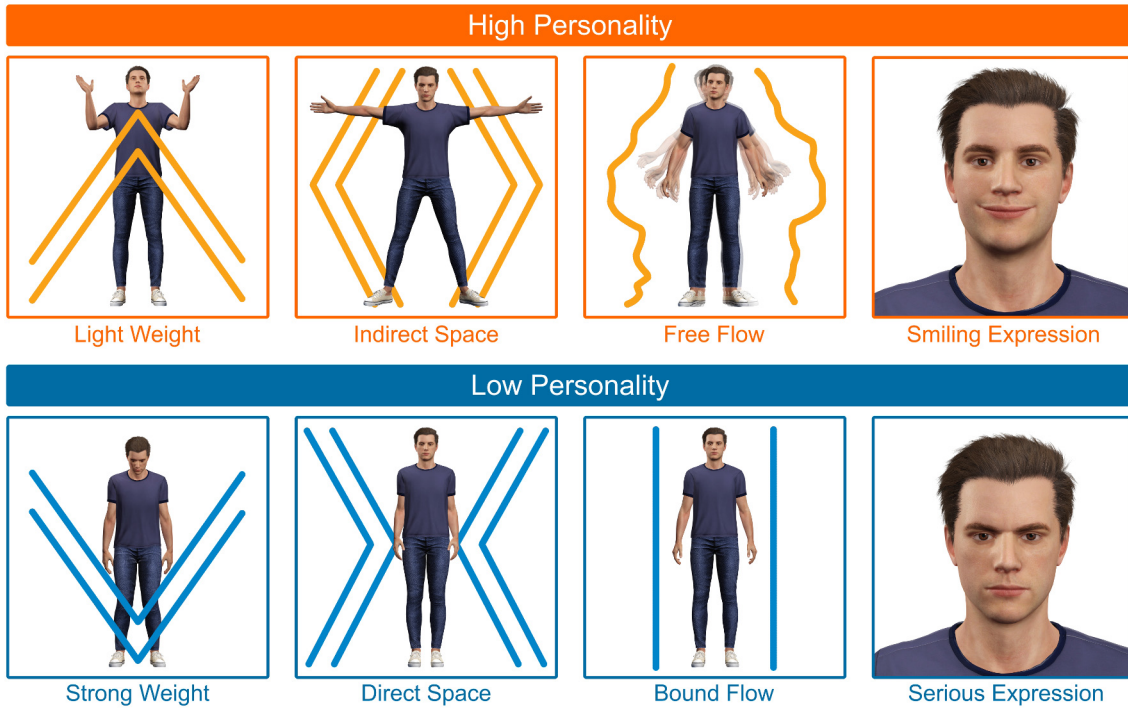 High Personality
Light Weight
Indirect Space
Free Flow
Smiling Expression
Low Personality
Strong Weight
Direct Space
Bound Flow
Serious Expression